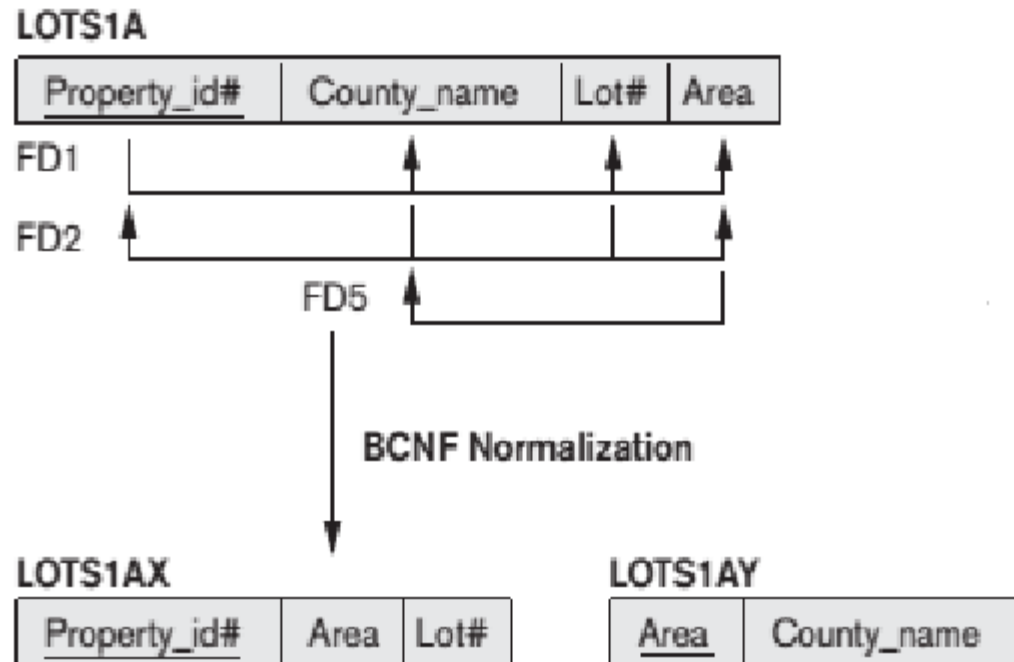 LOTS1A
Property_id# County_name Lot# Area
FD1
FD2
FD5
BCNF Normalization
LOTS1AX LOTS1AY
Property_id# Area Lot# Area County_name